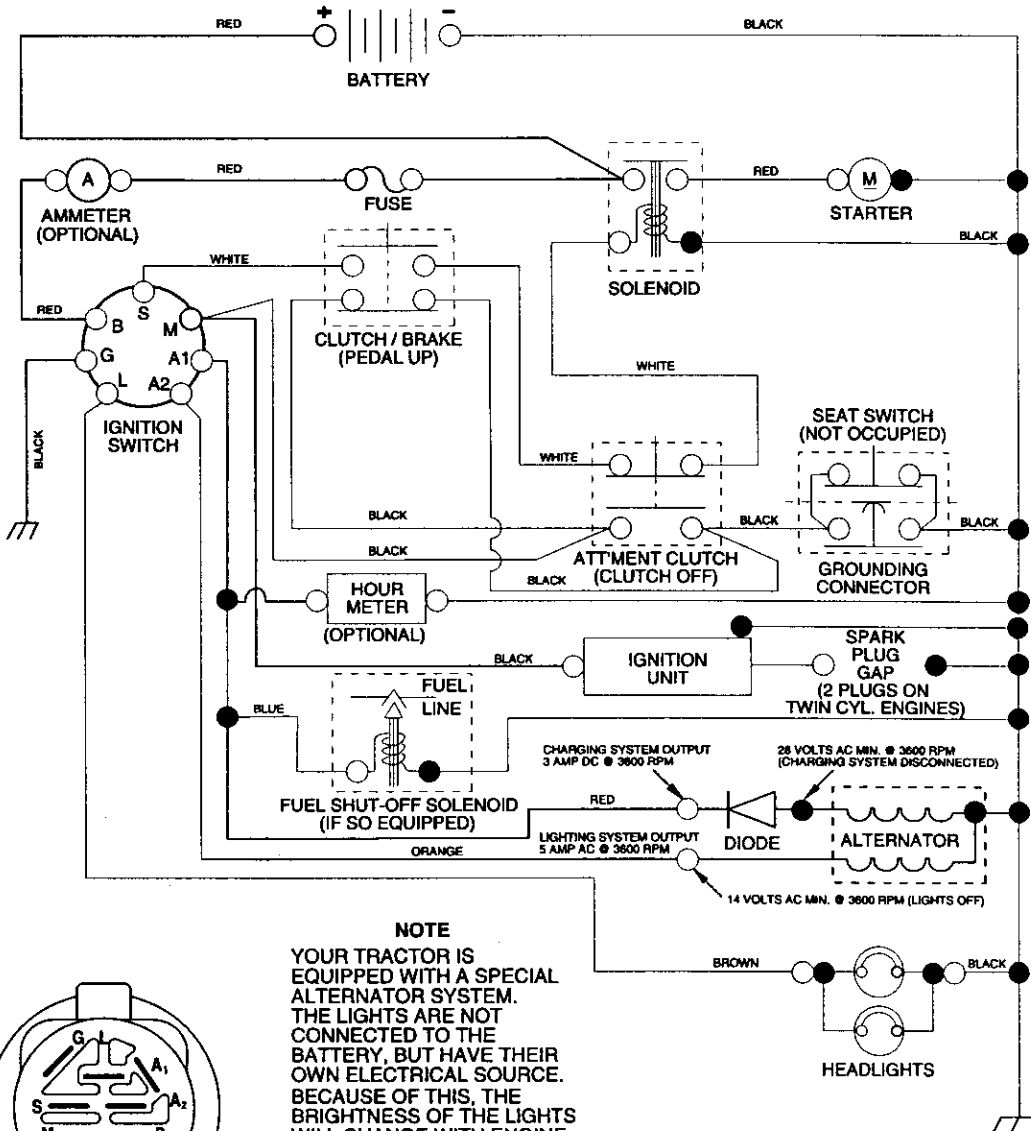 RED
+
-
BLACK
BATTERY
RED
A
AMMETER
(OPTIONAL)
FUSE
RED
M
STARTER
BLACK
SOLENOID
WHITE
CLUTCH / BRAKE
(PEDAL UP)
RED
S
B
M
G
A1
L
A2
IGNITION
SWITCH
BLACK
WHITE
SEAT SWITCH
(NOT OCCUPIED)
WHITE
BLACK
BLACK
BLACK
BLACK
BLACK
ATT'MENT CLUTCH
(CLUTCH OFF)
GROUNDING
CONNECTOR
HOUR
METER
(OPTIONAL)
BLACK
IGNITION
UNIT
SPARK
PLUG
GAP
(2 PLUGS ON
TWIN CYL. ENGINES)
BLUE
FUEL
LINE
FUEL SHUT-OFF SOLENOID
(IF SO EQUIPPED)
CHARGING SYSTEM OUTPUT
3 AMP DC @ 3600 RPM
28 VOLTS AC MIN. @ 3600 RPM
(CHARGING SYSTEM DISCONNECTED)
RED
DIODE
ALTERNATOR
LIGHTING SYSTEM OUTPUT
5 AMP AC @ 3600 RPM
ORANGE
14 VOLTS AC MIN. @ 3600 RPM (LIGHTS OFF)
BROWN
BLACK
HEADLIGHTS
NOTE
YOUR TRACTOR IS
EQUIPPED WITH A SPECIAL
ALTERNATOR SYSTEM.
THE LIGHTS ARE NOT
CONNECTED TO THE
BATTERY, BUT HAVE THEIR
OWN ELECTRICAL SOURCE.
BECAUSE OF THIS, THE
BRIGHTNESS OF THE LIGHTS
WILL CHANGE WITH ENGINE
G
L
A1
A2
S
M
B